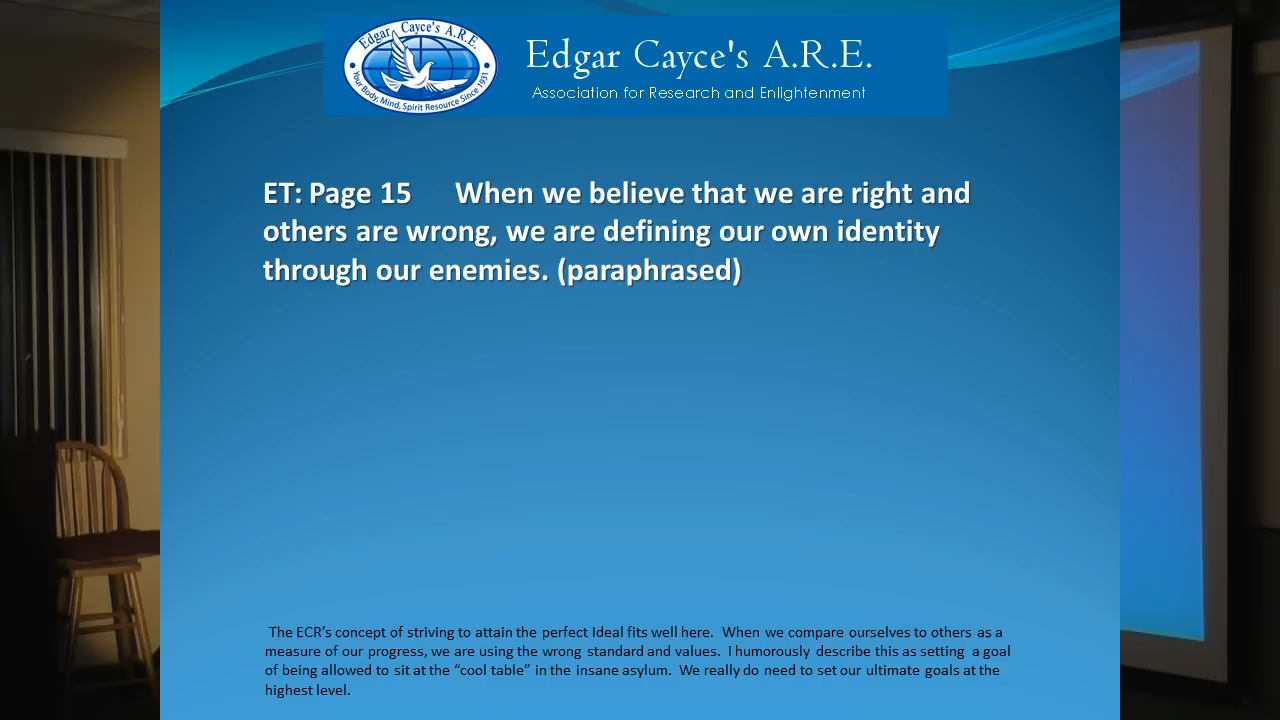 Edgar Cayce's A.R.E.
Your Body, Mind, Spirit Resource Since 1931
Edgar Cayce's A.R.E.
Association for Research and Enlightenment
ET: Page 15 When we believe that we are right and
others are wrong, we are defining our own identity
through our enemies. (paraphrased)
The ECR's concept of striving to attain the perfect Ideal fits well here. When we compare ourselves to others as a
measure of our progress, we are using the wrong standard and values. I humorously describe this as setting a goal
of being allowed to sit at the “cool table” in the insane asylum. We really do need to set our ultimate goals at the
highest level.